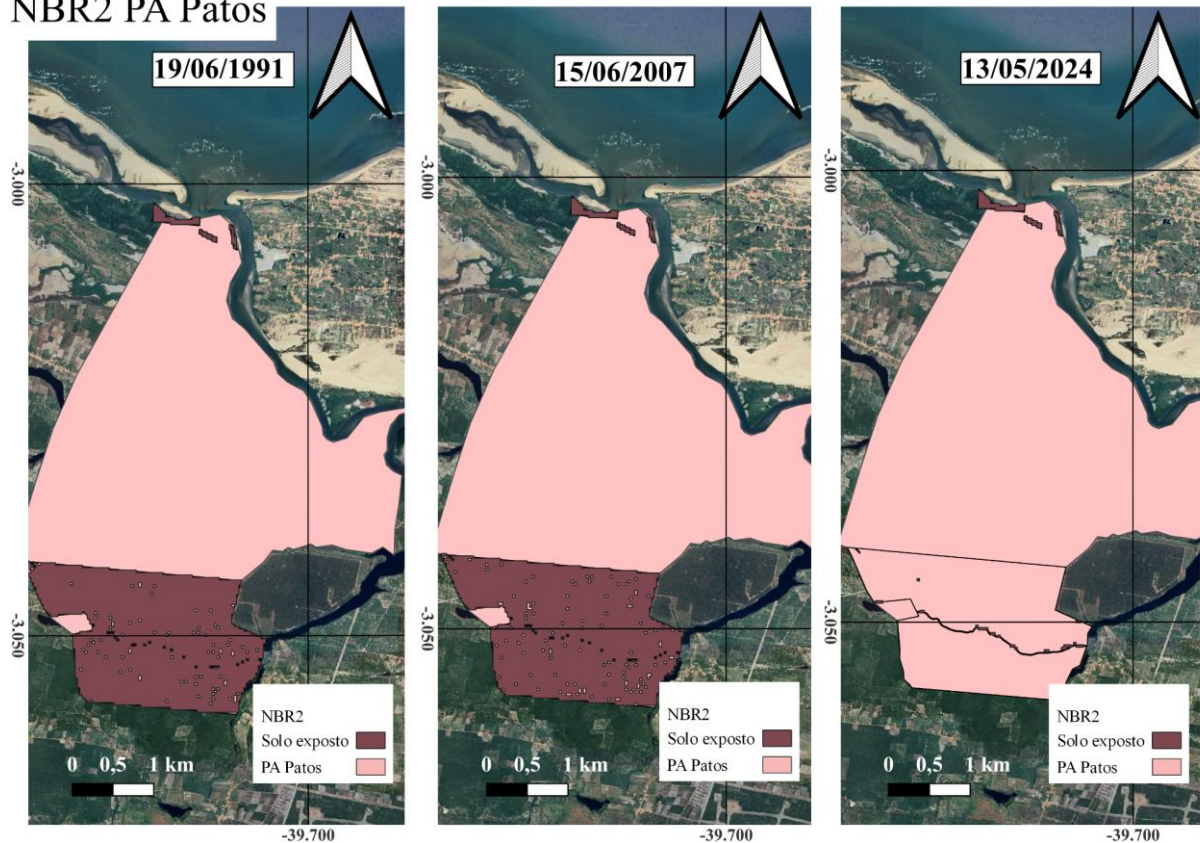 NBR2 PA Patos
19/06/1991
15/06/2007
13/05/2024
-3.000
-3.000
-3.000
-3.050
-3.050
-3.050
NBR2
Solo exposto
PA Patos
0 0,5 1 km
-39.700
NBR2
Solo exposto
PA Patos
0 0,5 1 km
-39.700
NBR2
Solo exposto
PA Patos
0 0,5 1 km
-39.700